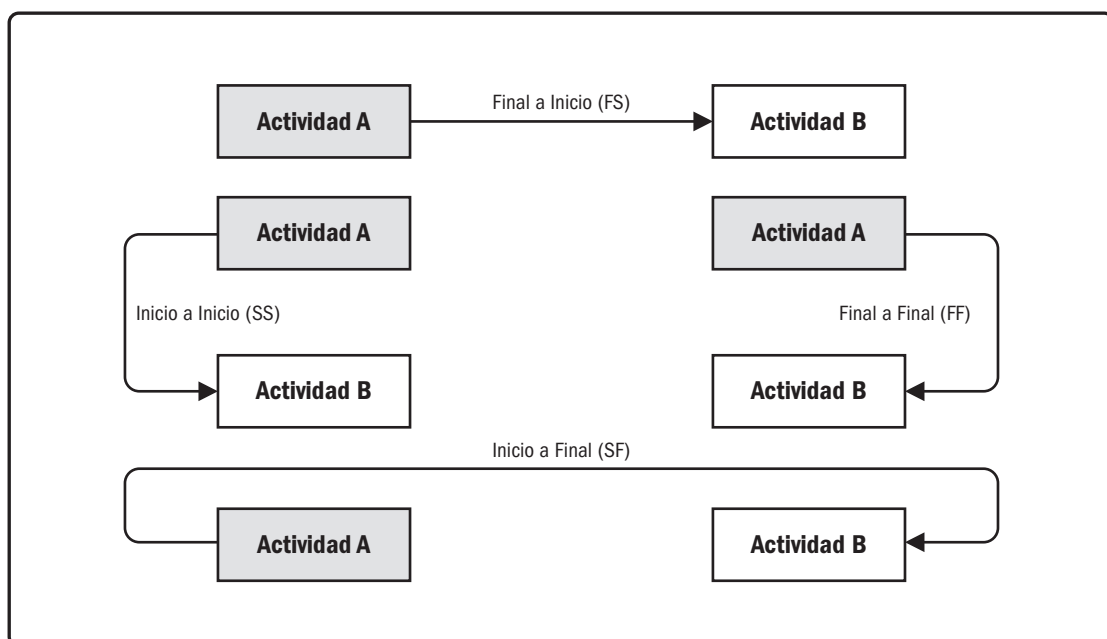 Final a Inicio (FS)
Actividad A
Actividad B
Actividad A
Actividad A
Inicio a Inicio (SS)
Final a Final (FF)
Actividad B
Actividad B
Inicio a Final (SF)
Actividad A
Actividad B